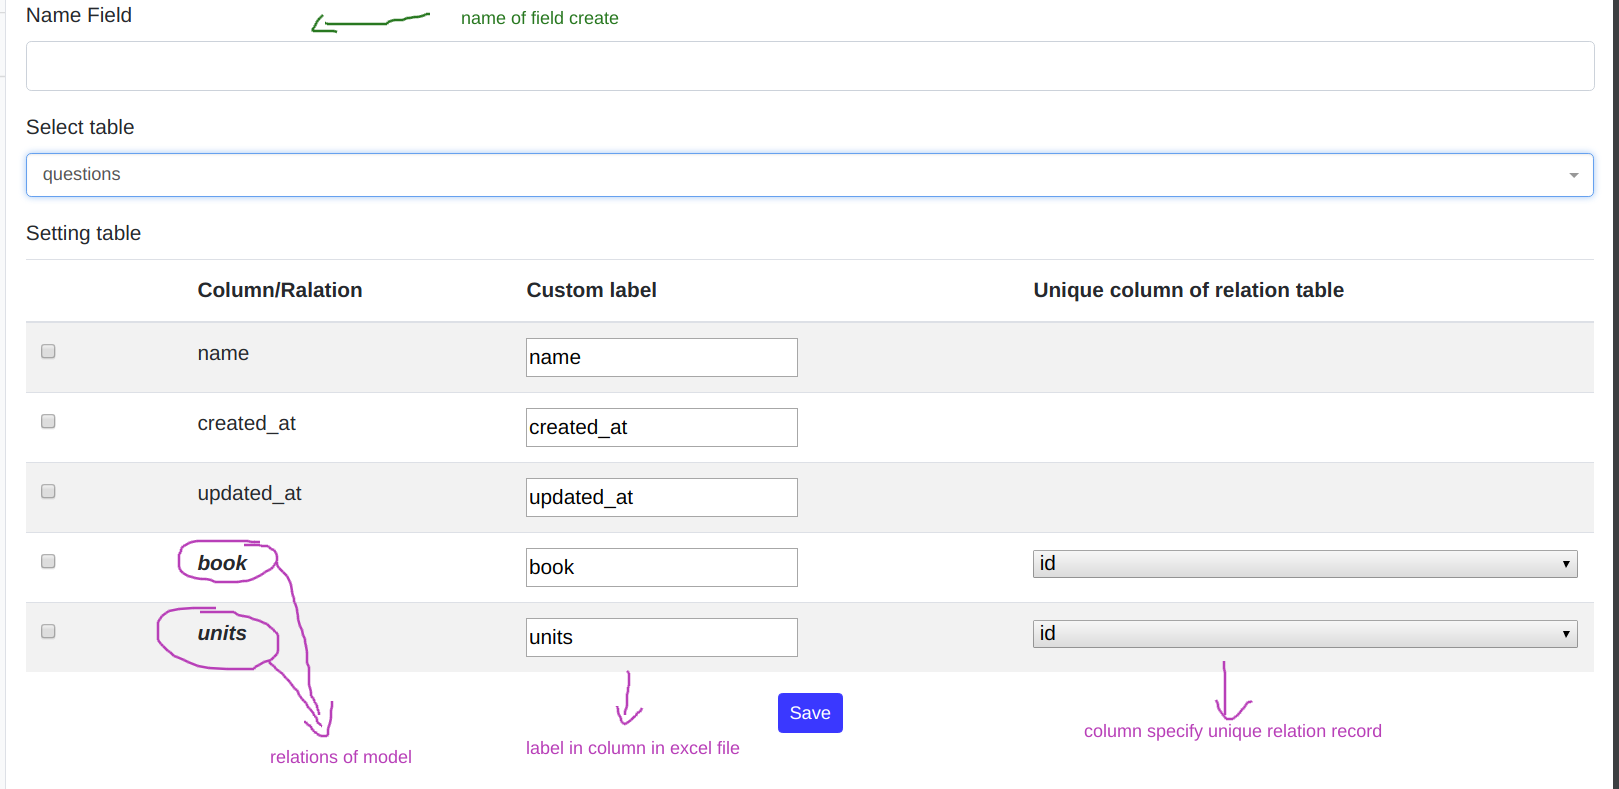 Name Field
name of field create
Select table
questions
Setting table
Column/Ralation Custom label Unique column of relation table
name name
created_at created_at
updated_at updated_at
book book id
units units id
Save
column specify unique relation record
label in column in excel file
relations of model